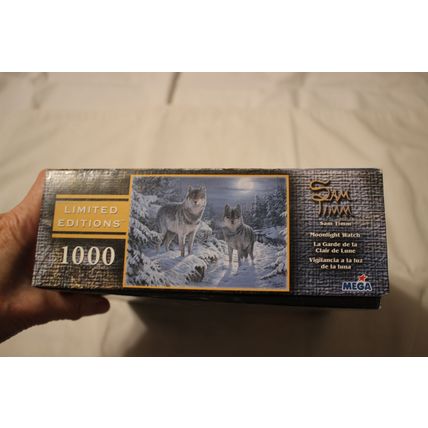 LIMITED
EDITIONS
1000
SAM
TIMM
Sam Timm
Moonlight Watch
La Garde de la
Clair de Lune
Vigilancia a la luz
de la luna
MEGA